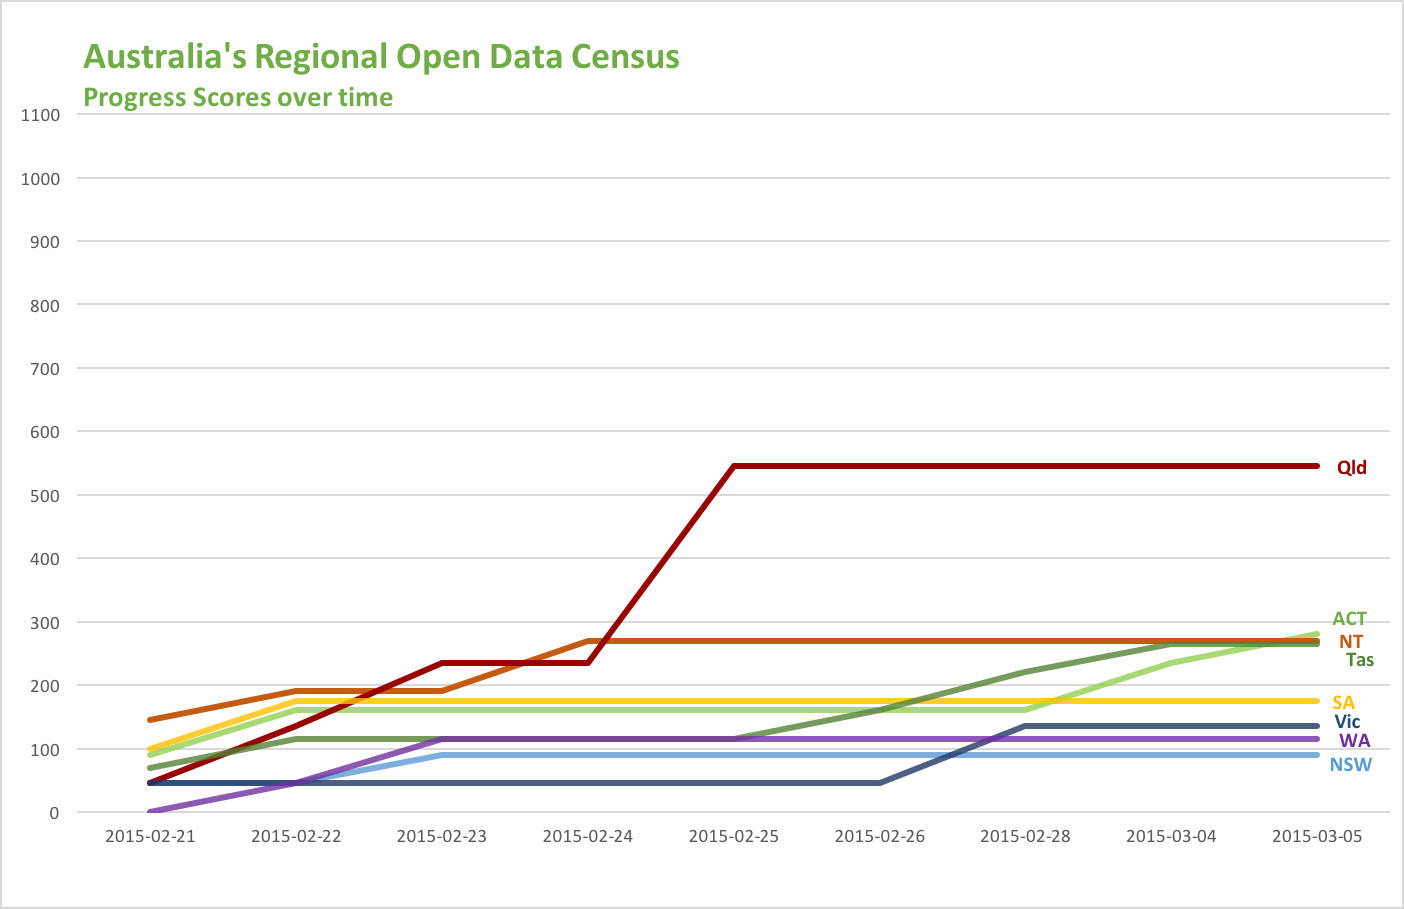 Australia's Regional Open Data Census
Progress Scores over time
1100
1000
900
800
700
600
500
400
300
200
100
0
Qld
ACT
NT
Tas
SA
Vic
WA
NSW
2015-02-21 2015-02-22 2015-02-23 2015-02-24 2015-02-25 2015-02-26 2015-02-28 2015-03-04 2015-03-05